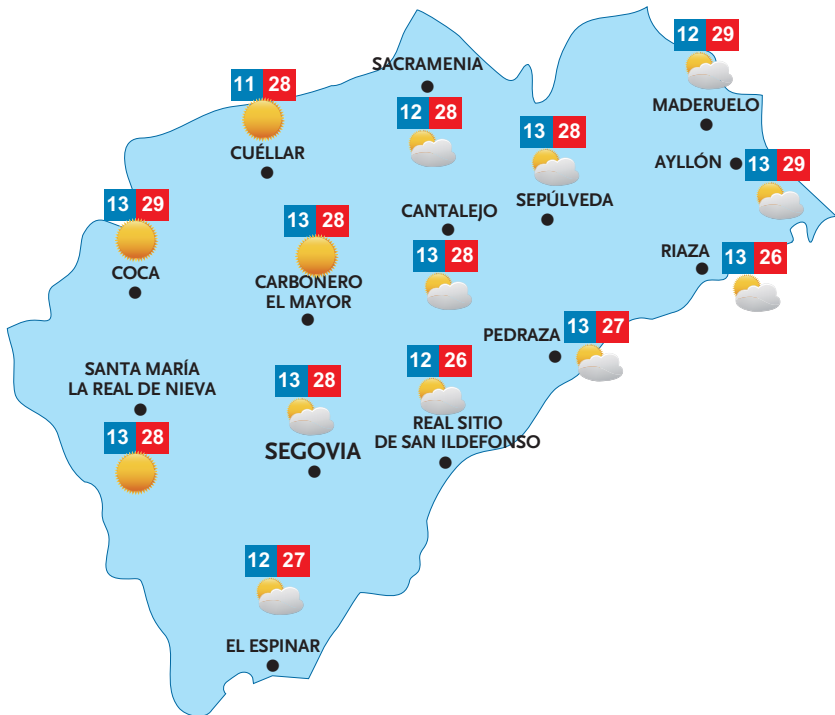 12 29
MADERUELO
SACRAMENIA
12 28
11 28
CUÉLLAR
13 28
SEPÚLVEDA
AYLLÓN
13 29
13 29
COCA
13 28
CARBONERO
EL MAYOR
CANTALEJO
13 28
RIAZA
13 26
PEDRAZA
13 27
SANTA MARÍA
LA REAL DE NIEVA
13 28
13 28
SEGOVIA
12 26
REAL SITIO
DE SAN ILDEFONSO
12 27
EL ESPINAR